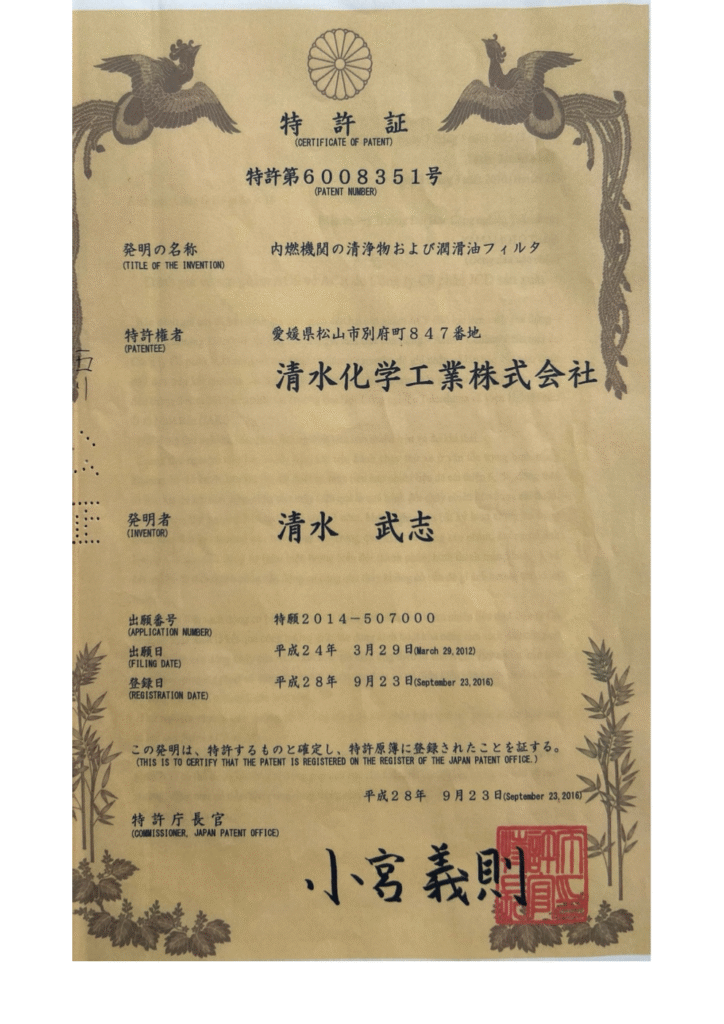 特許証
(CERTIFICATE OF PATENT)
特許第6008351号
(PATENT NUMBER)
発明の名称 内燃機関の清浄物および潤滑油フィルタ
(TITLE OF THE INVENTION)
特許権者 愛媛県松山市別府町847番地
(PATENTEE)
清水化学工業株式会社
発明者 清水 武志
(INVENTOR)
出願番号 特願2014-507000
(APPLICATION NUMBER)
出願日 平成24年 3月29日(March 29,2012)
(FILING DATE)
登録日 平成28年 9月23日(September 23,2016)
(REGISTRATION DATE)
この発明は、特許するものと確定し、特許原簿に登録されたことを証する。
(THIS IS TO CERTIFY THAT THE PATENT IS REGISTERED ON THE REGISTER OF THE JAPAN PATENT OFFICE.)
平成28年 9月23日(September 23,2016)
特許庁長官
(COMMISSIONER, JAPAN PATENT OFFICE)
小宮義則